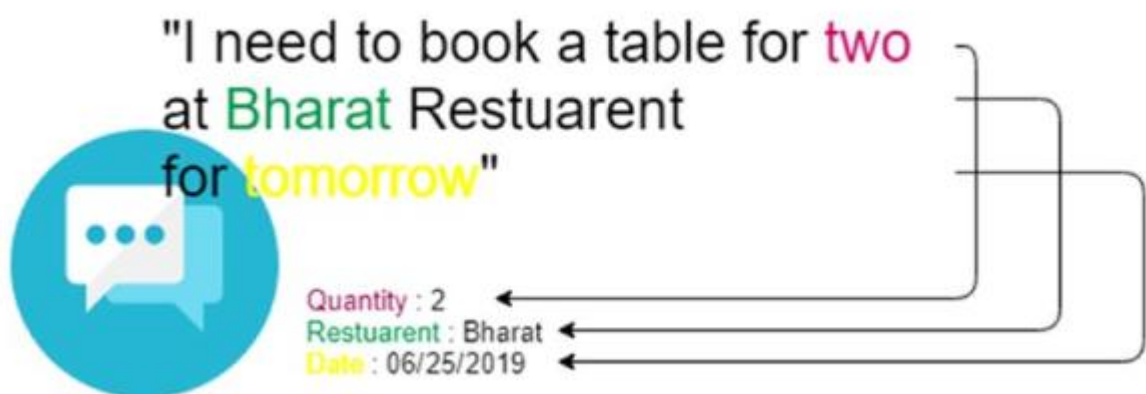 "I need to book a table for two
at Bharat Restuarent
for tomorrow"
Quantity : 2
Restuarent : Bharat
Date : 06/25/2019